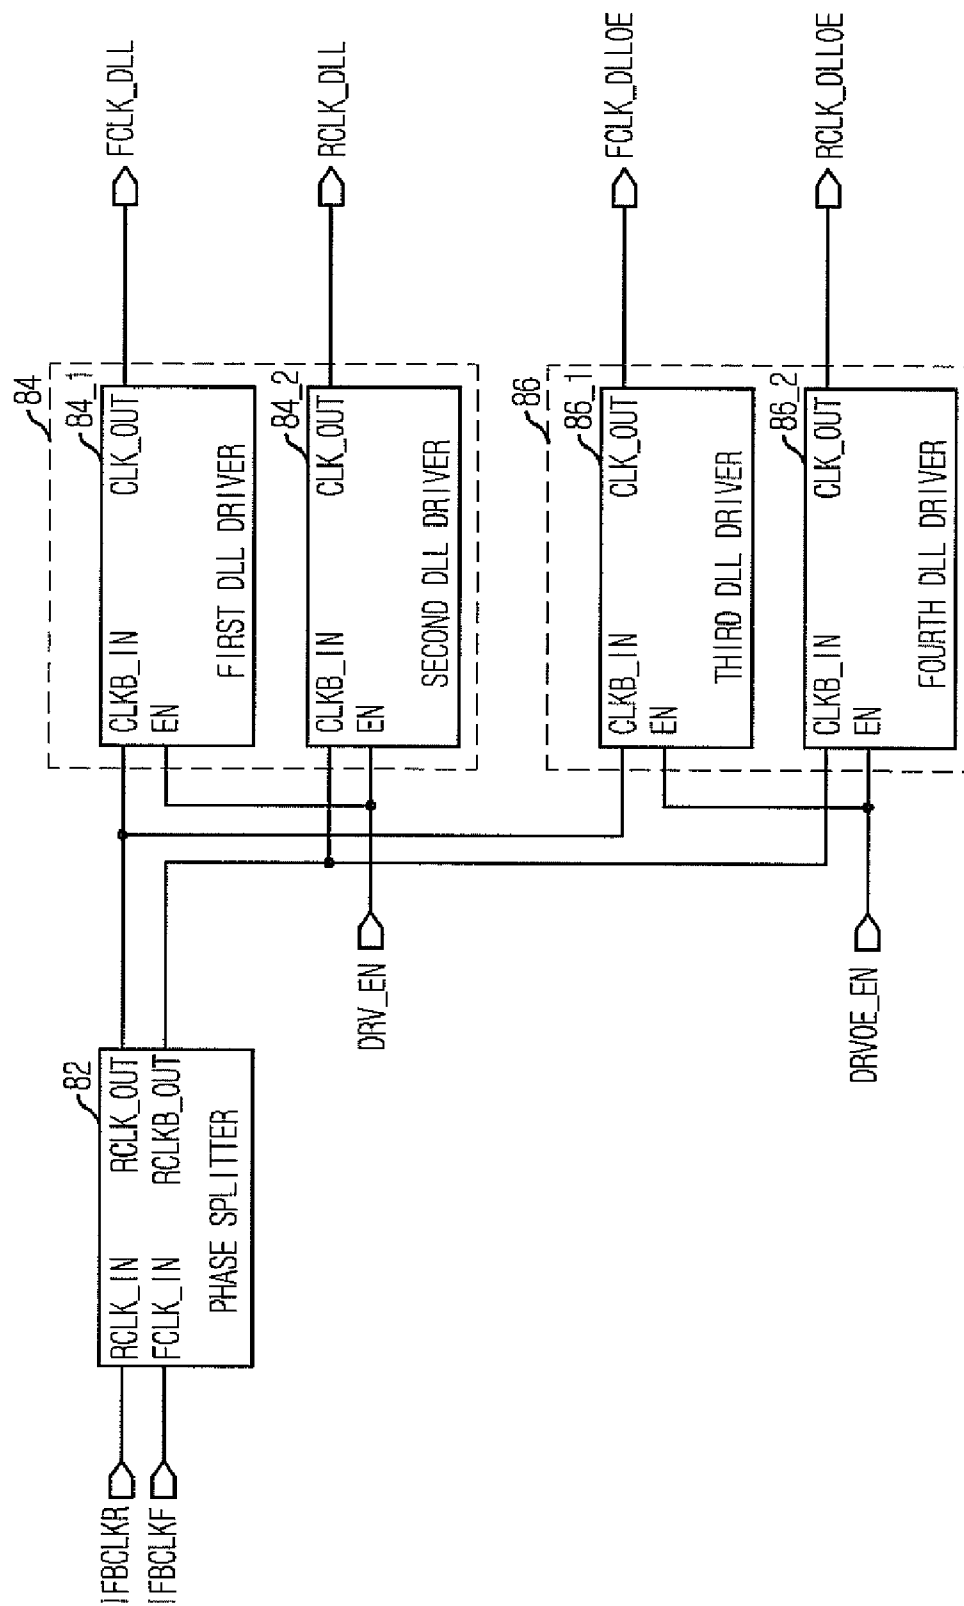 IFBCLKR
IFBCLKF
82
RCLK_IN RCLK_OUT
FCLK_IN RCLKB_OUT
PHASE SPLITTER
DRV_EN
DRVOE_EN
84
84_1
CLKB_IN CLK_OUT
EN
FIRST DLL DRIVER
FCLK_DLL
84_2
CLKB_IN CLK_OUT
EN
SECOND DLL DRIVER
RCLK_DLL
86
86_1
CLKB_IN CLK_OUT
EN
THIRD DLL DRIVER
FCLK_DLLOE
86_2
CLKB_IN CLK_OUT
EN
FOURTH DLL DRIVER
RCLK_DLLOE